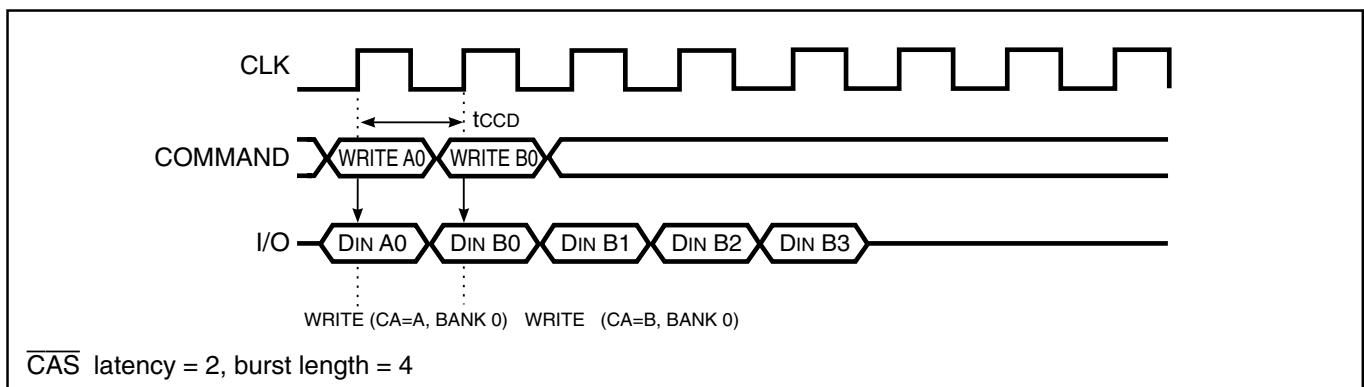 CLK
tCCD
COMMAND WRITE A0 WRITE B0
I/O DIN A0 DIN B0 DIN B1 DIN B2 DIN B3
WRITE (CA=A, BANK 0) WRITE (CA=B, BANK 0)
CAS latency = 2, burst length = 4